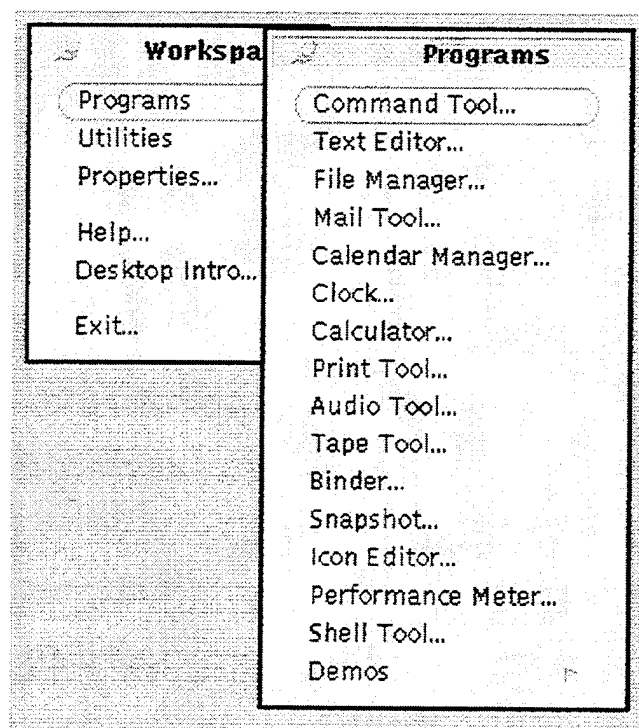 Workspa
Programs
Utilities
Properties...
Help...
Desktop Intro...
Exit...
Programs
Command Tool...
Text Editor...
File Manager...
Mail Tool...
Calendar Manager...
Clock...
Calculator...
Print Tool...
Audio Tool...
Tape Tool...
Binder...
Snapshot...
Icon Editor...
Performance Meter...
Shell Tool...
Demos